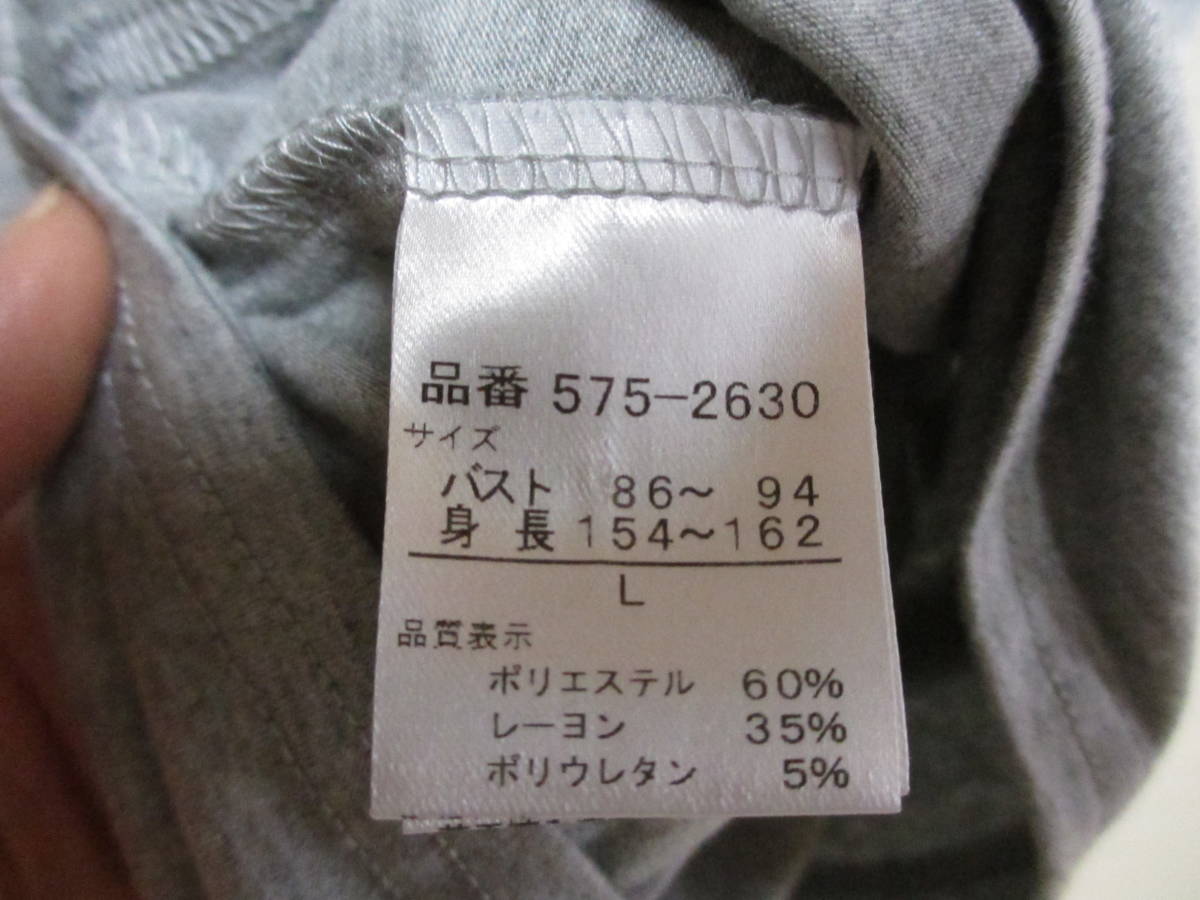 品番 575-2630
サイズ
バスト 86～ 94
身長 154～162
L
品質表示
ポリエステル 60%
レーヨン 35%
ポリウレタン 5%